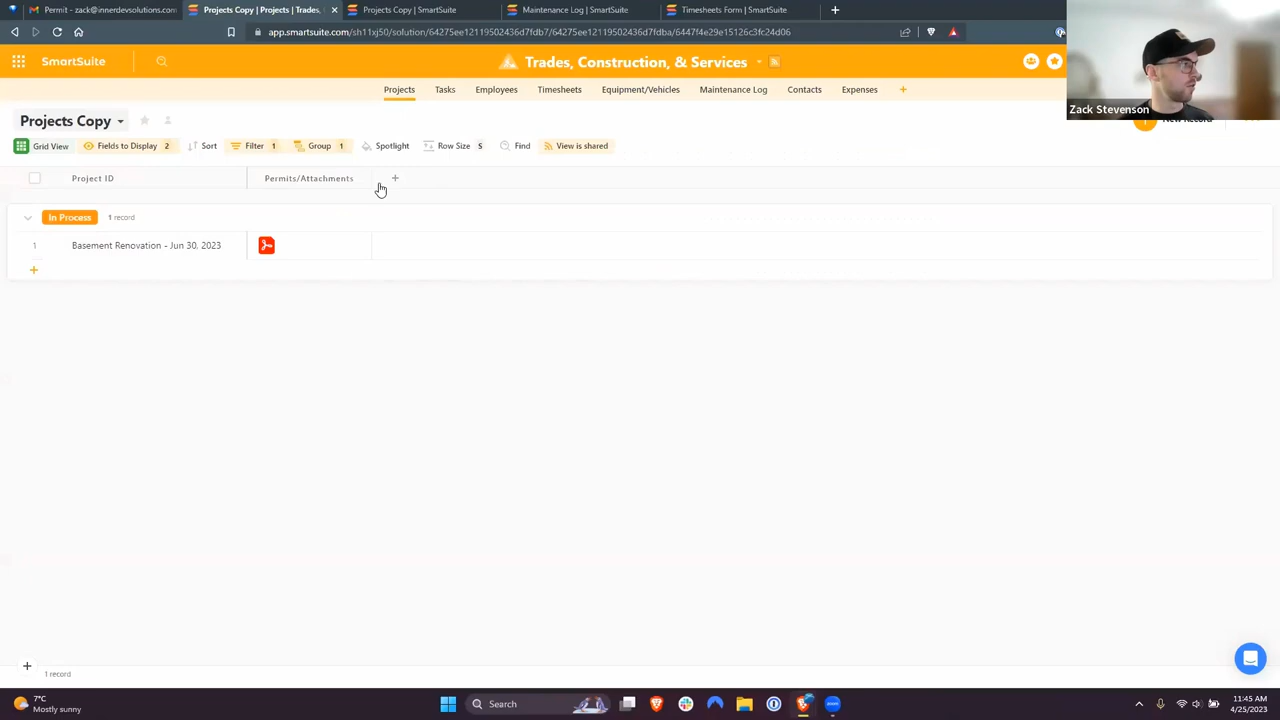 Permit - zack@innerdevsolutions.com
Projects Copy | Projects | Trades,
Projects Copy | SmartSuite
Maintenance Log | SmartSuite
Timesheets Form | SmartSuite
app.smartsuite.com/sh11xj50/solution/64275ee12119502436d7fdb7/64275ee12119502436d7fdba/6447f4e29e15126c3fc24d06
SmartSuite
Trades, Construction, & Services
Projects
Tasks
Employees
Timesheets
Equipment/Vehicles
Maintenance Log
Contacts
Expenses
Zack Stevenson
Projects Copy
New Record
Grid View
Fields to Display 2
Sort
Filter 1
Group 1
Spotlight
Row Size S
Find
View is shared
Project ID
Permits/Attachments
In Process
1 record
1
Basement Renovation - Jun 30, 2023
1 record
7°C
Mostly sunny
Search
zoom
11:45 AM
4/25/2023